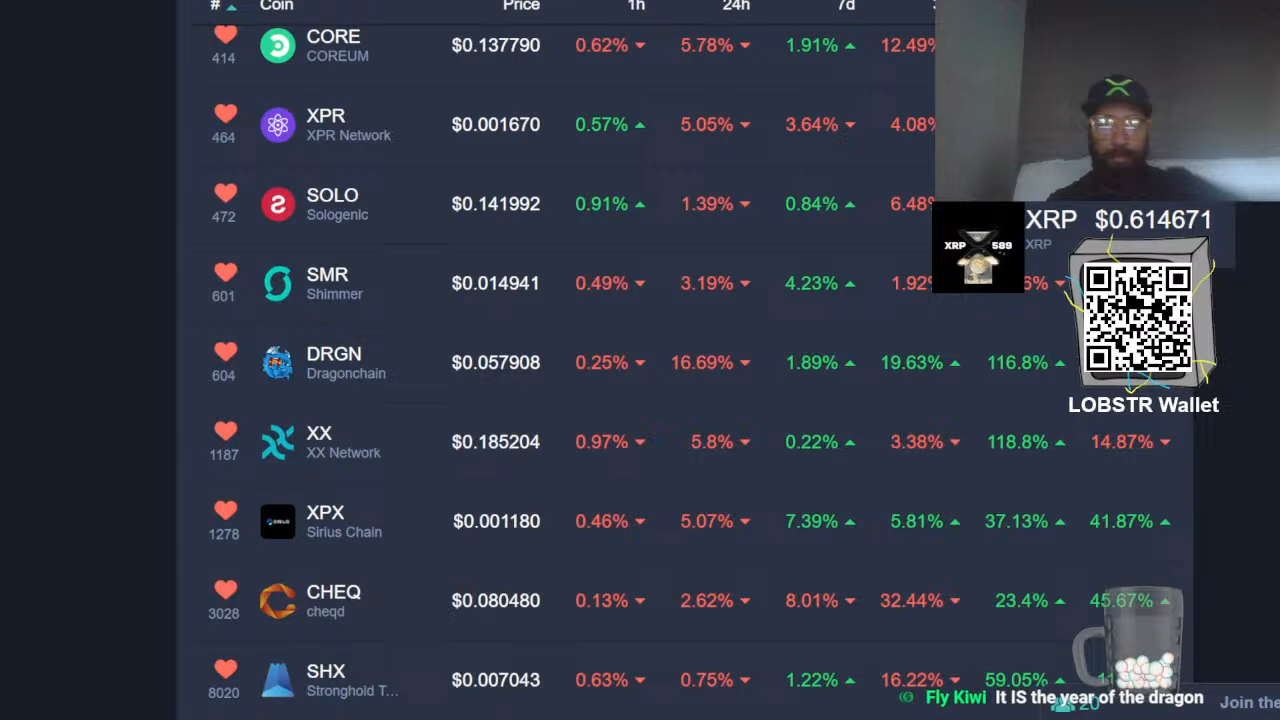 # Coin Price 1h 24h 7d
414 CORE COREUM $0.137790 0.62% 5.78% 1.91% 12.49%
464 XPR XPR Network $0.001670 0.57% 5.05% 3.64% 4.08%
472 SOLO Sologenic $0.141992 0.91% 1.39% 0.84% 6.48%
XRP $0.614671
XRP
XRP 589
601 SMR Shimmer $0.014941 0.49% 3.19% 4.23% 1.92% 6%
604 DRGN Dragonchain $0.057908 0.25% 16.69% 1.89% 19.63% 116.8%
LOBSTR Wallet
1187 XX XX Network $0.185204 0.97% 5.8% 0.22% 3.38% 118.8% 14.87%
1278 XPX Sirius Chain $0.001180 0.46% 5.07% 7.39% 5.81% 37.13% 41.87%
3028 CHEQ cheqd $0.080480 0.13% 2.62% 8.01% 32.44% 23.4% 45.67%
8020 SHX Stronghold T... $0.007043 0.63% 0.75% 1.22% 16.22% 59.05%
Fly Kiwi It IS the year of the dragon
20
Join the